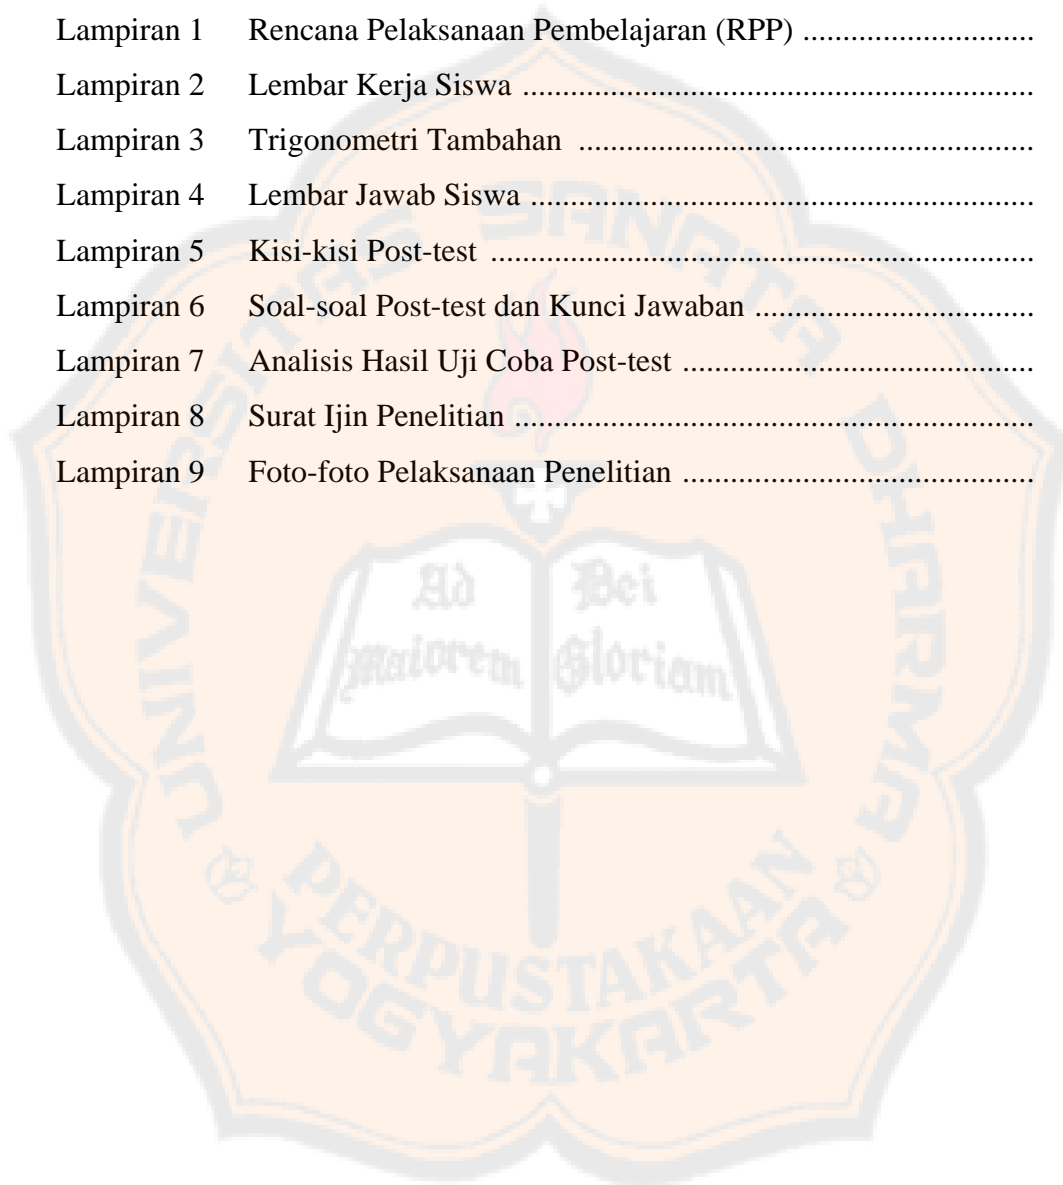 Lampiran 1 Rencana Pelaksanaan Pembelajaran (RPP) .............................
Lampiran 2 Lembar Kerja Siswa ................................................................
Lampiran 3 Trigonometri Tambahan .........................................................
Lampiran 4 Lembar Jawab Siswa ...............................................................
Lampiran 5 Kisi-kisi Post-test ....................................................................
Lampiran 6 Soal-soal Post-test dan Kunci Jawaban ...................................
Lampiran 7 Analisis Hasil Uji Coba Post-test ............................................
Lampiran 8 Surat Ijin Penelitian .................................................................
Lampiran 9 Foto-foto Pelaksanaan Penelitian ............................................
UNIVERSITAS SANATA DHARMA
Ad Dei
Maiorem Gloriam
PERPUSTAKAAN
YOGYAKARTA